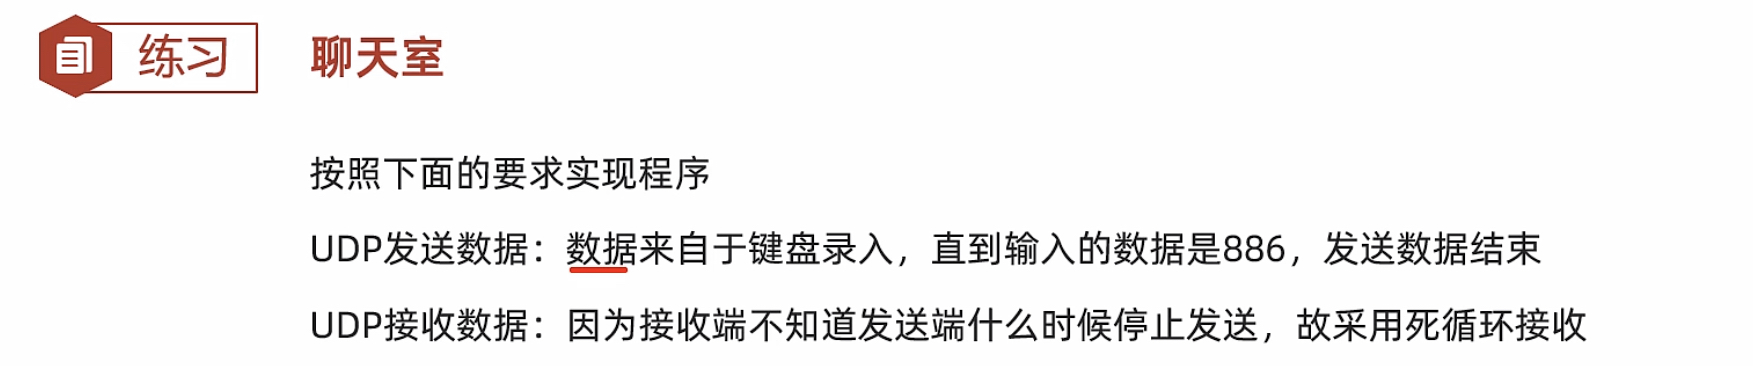 练习 聊天室
按照下面的要求实现程序
UDP发送数据：数据来自于键盘录入，直到输入的数据是886，发送数据结束
UDP接收数据：因为接收端不知道发送端什么时候停止发送，故采用死循环接收